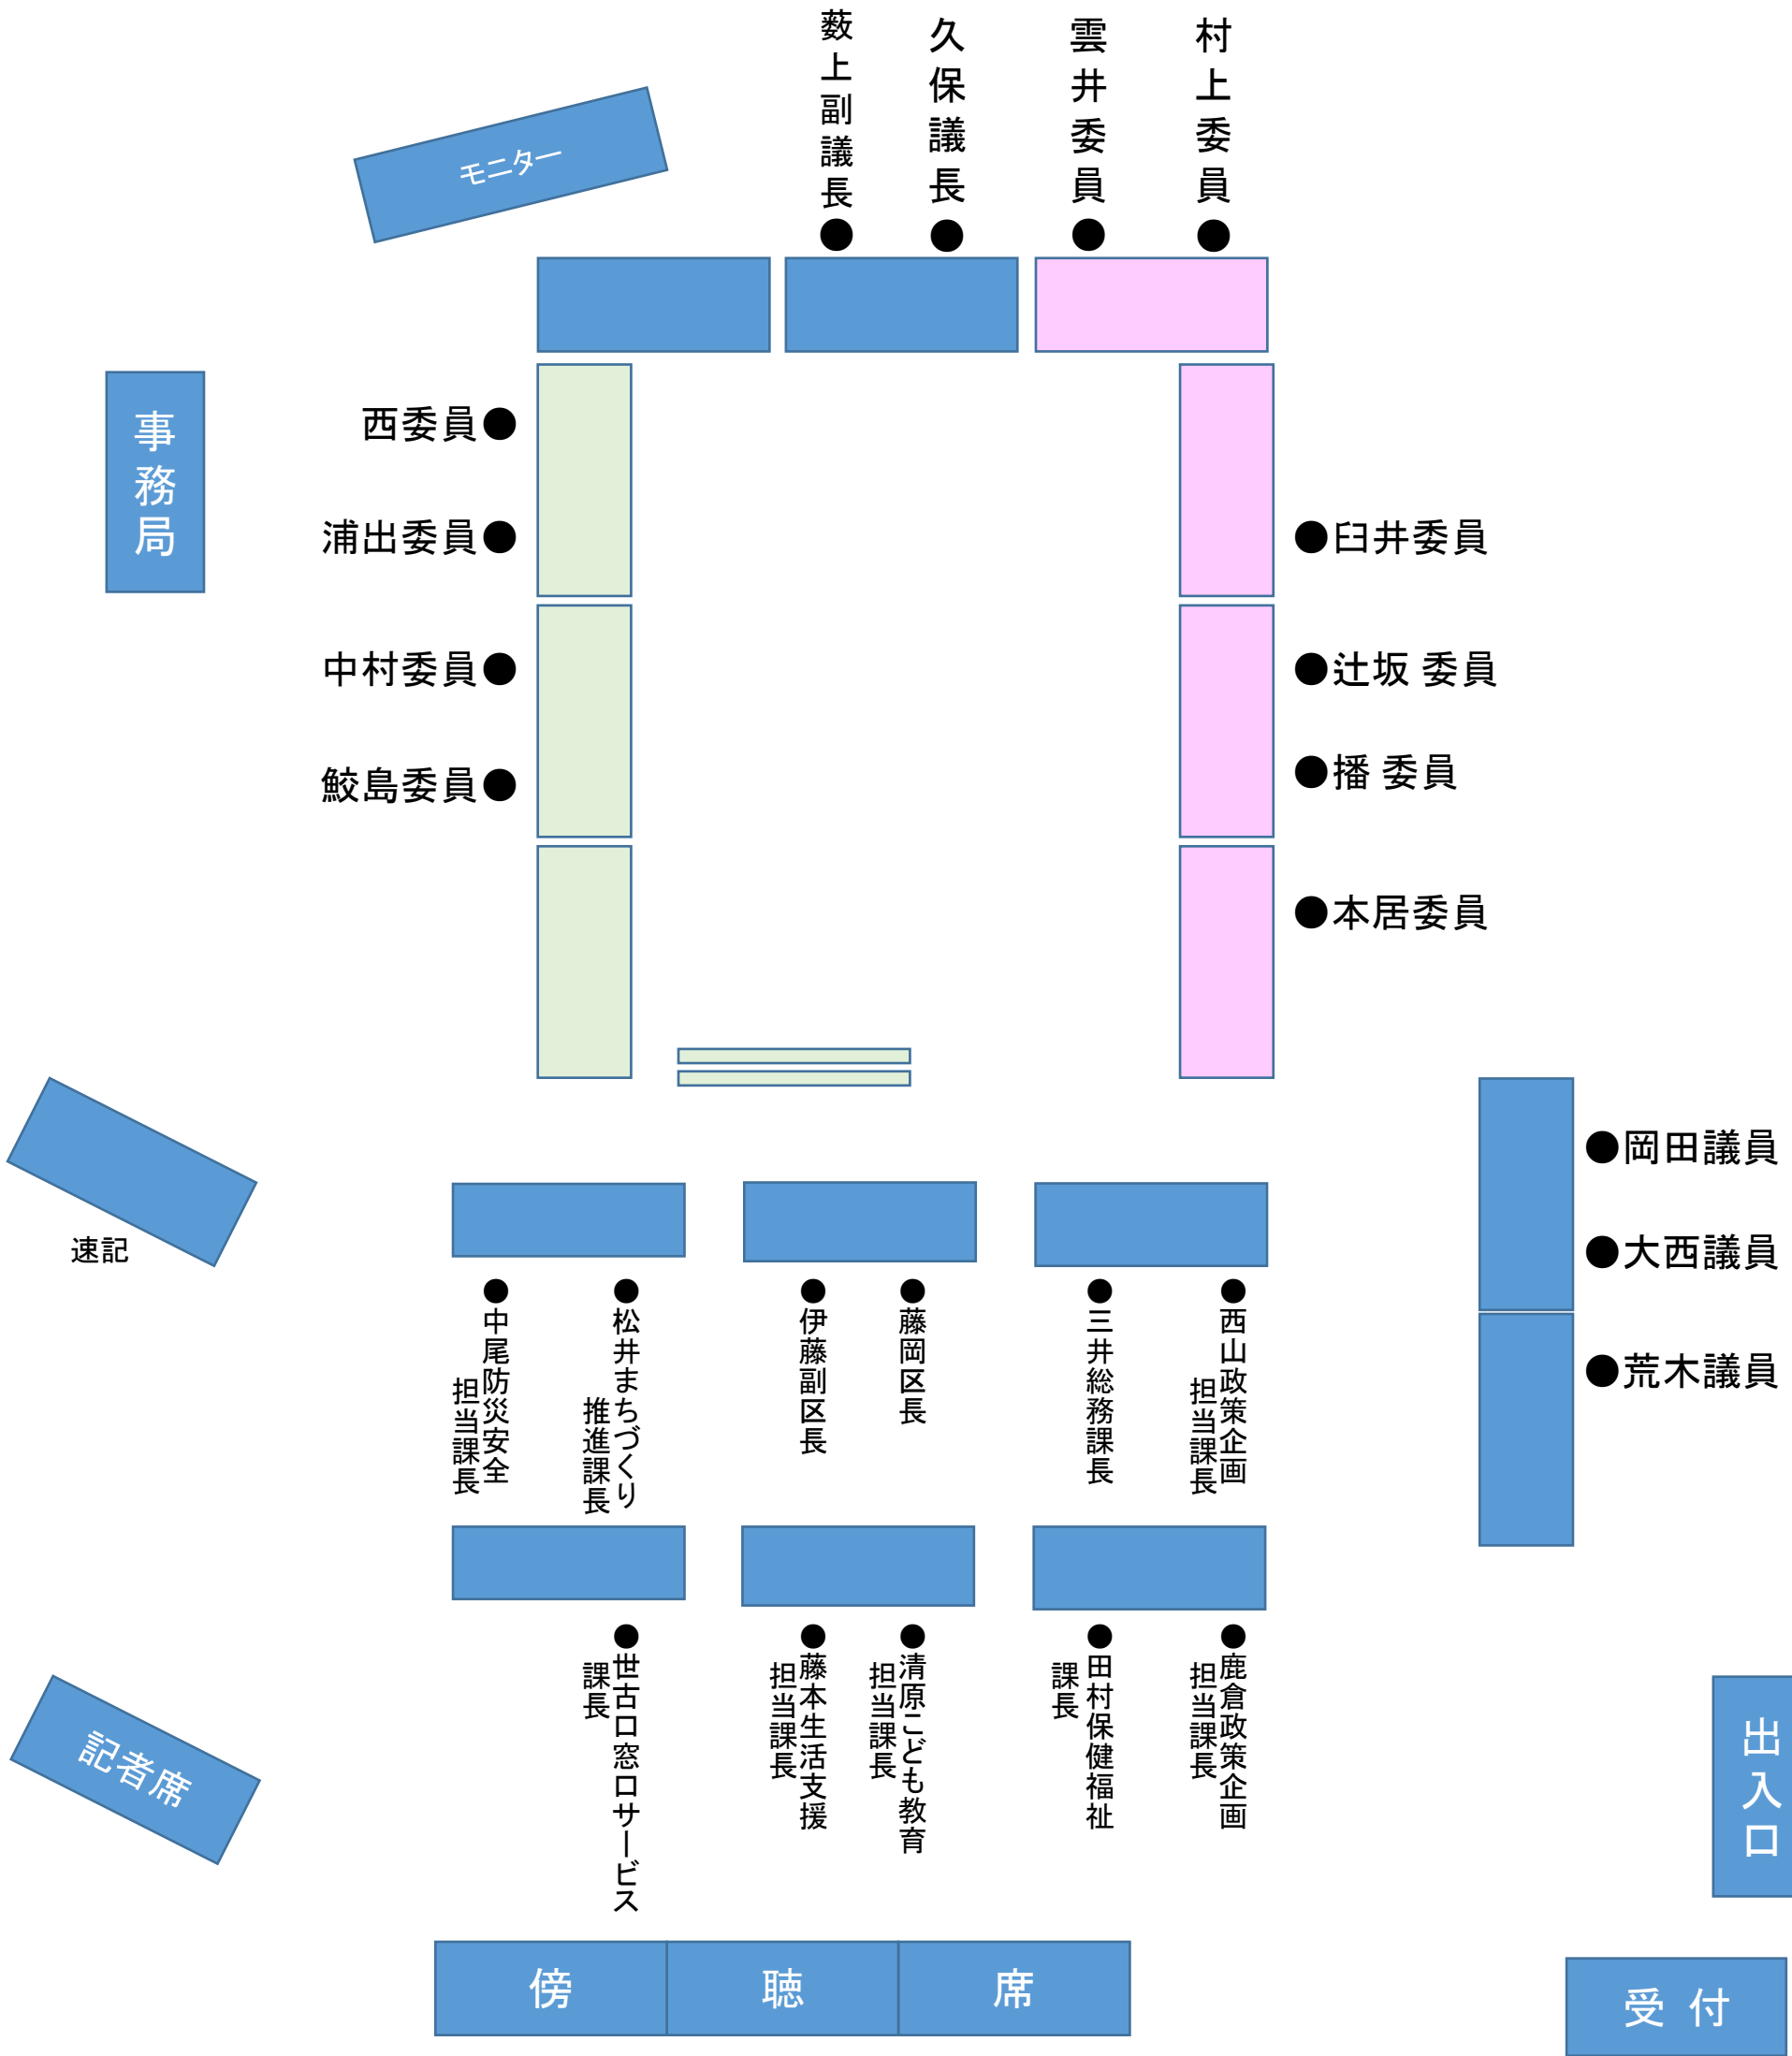 薮上副議長●
久保議長●
雲井委員●
村上委員●
モニター
事務局
西委員●
浦出委員●
中村委員●
鮫島委員●
●臼井委員
●辻坂 委員
●播 委員
●本居委員
速記
●岡田議員
●大西議員
●荒木議員
●中尾防災安全
担当課長
●松井まちづくり
推進課長
●伊藤副区長
●藤岡区長
●三井総務課長
●西山政策企画
担当課長
●世古口窓口サービス
課長
●藤本生活支援
担当課長
●清原こども教育
担当課長
●田村保健福祉
課長
●鹿倉政策企画
担当課長
記者席
出入口
傍聴席
受付